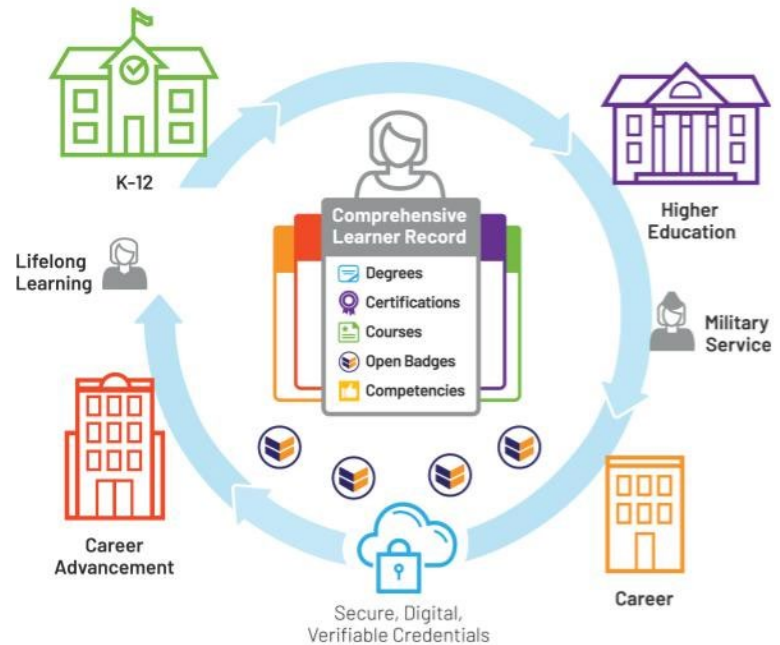 K-12
Higher
Education
Comprehensive
Learner Record
Degrees
Certifications
Courses
Open Badges
Competencies
Lifelong
Learning
Military
Service
Career
Advancement
Career
Secure, Digital,
Verifiable Credentials